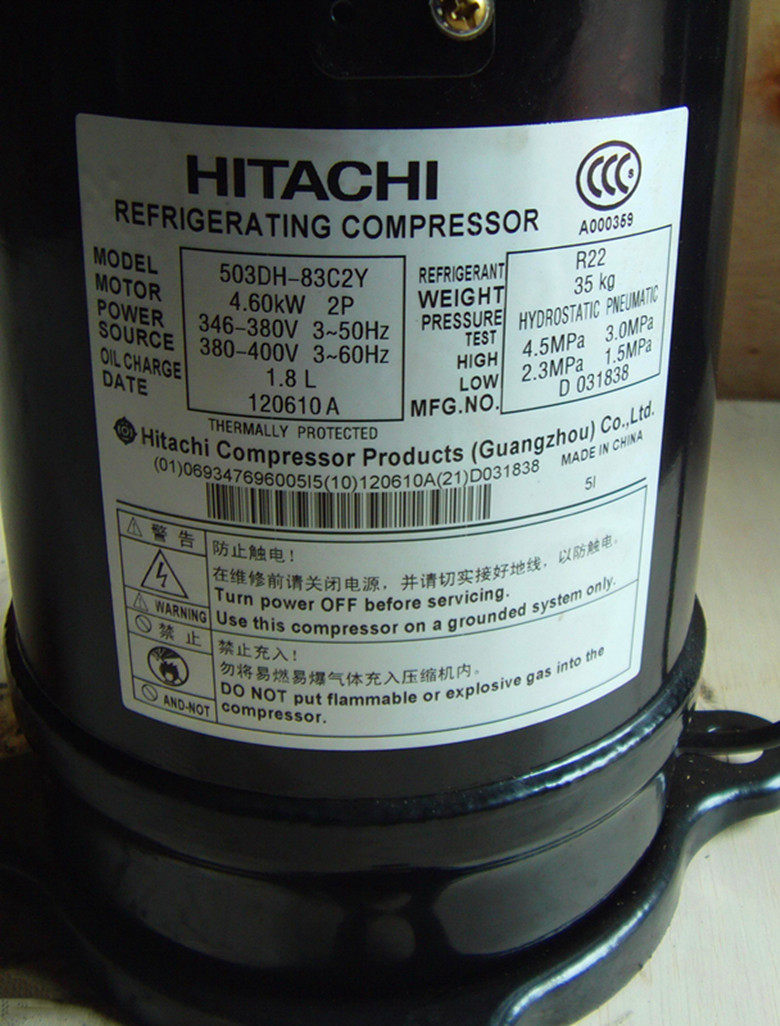 HITACHI
CCC S
REFRIGERATING COMPRESSOR
A000359
MODEL 503DH-83C2Y
MOTOR 4.60kW 2P
POWER SOURCE 346-380V 3~50Hz
380-400V 3~60Hz
OIL CHARGE 1.8 L
DATE 120610A
REFRIGERANT R22
WEIGHT 35 kg
PRESSURE TEST HYDROSTATIC PNEUMATIC
HIGH 4.5MPa 3.0MPa
LOW 2.3MPa 1.5MPa
MFG.NO. D 031838
THERMALLY PROTECTED
Hitachi Compressor Products (Guangzhou) Co.,Ltd.
MADE IN CHINA
(01)06934769600515(10)120610A(21)D031838
5I
警告
防止触电!
在维修前请关闭电源,并请切实接好地线,以防触电。
Turn power OFF before servicing.
WARNING
Use this compressor on a grounded system only.
禁止
禁止充入!
勿将易燃易爆气体充入压缩机内。
DO NOT put flammable or explosive gas into the
AND-NOT
compressor.